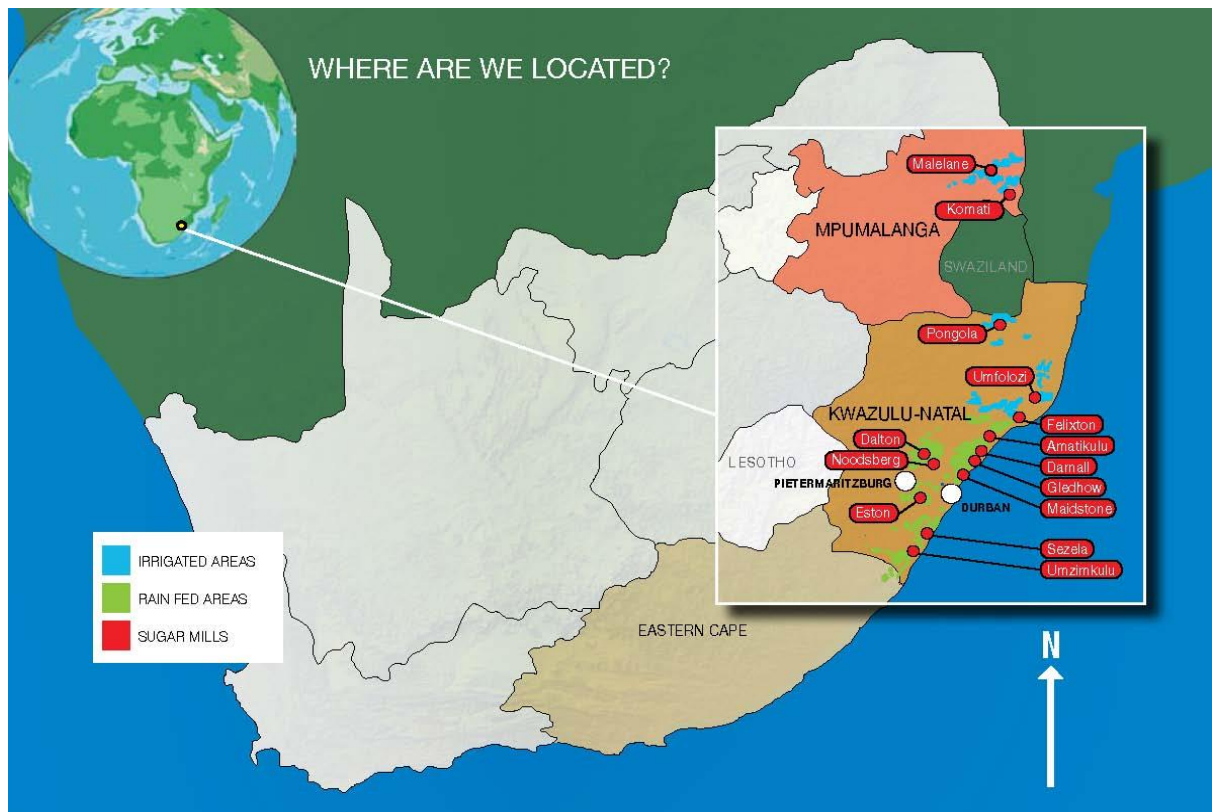 WHERE ARE WE LOCATED?
Malelane
Komati
MPUMALANGA
SWAZILAND
Pongola
Umfolozi
KWAZULU-NATAL
Felixton
Dalton
Amatikulu
LESOTHO
Noodsberg
Darnall
PIETERMARITZBURG
Gledhow
Eston
DURBAN
Maidstone
Sezela
Umzimkulu
IRRIGATED AREAS
RAIN FED AREAS
SUGAR MILLS
EASTERN CAPE
N